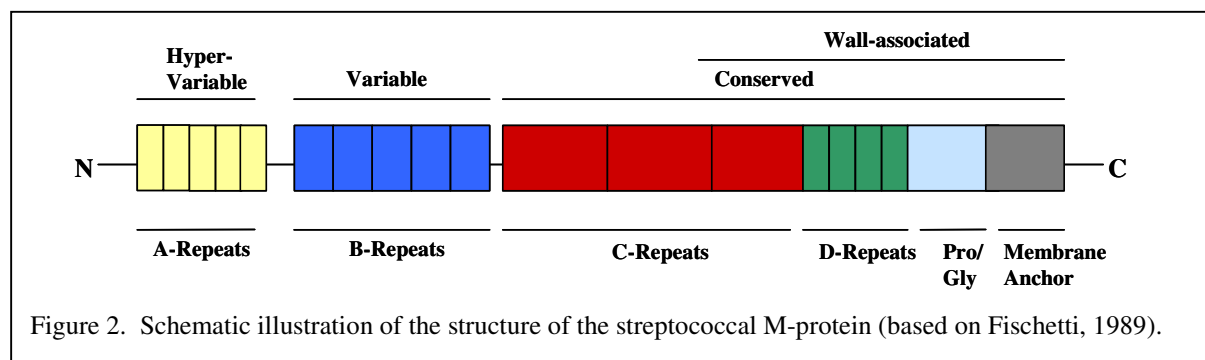 Wall-associated
Hyper-
Variable
Variable
Conserved
N
C
A-Repeats
B-Repeats
C-Repeats
D-Repeats
Pro/
Gly
Membrane
Anchor
Figure 2.  Schematic illustration of the structure of the streptococcal M-protein (based on Fischetti, 1989).